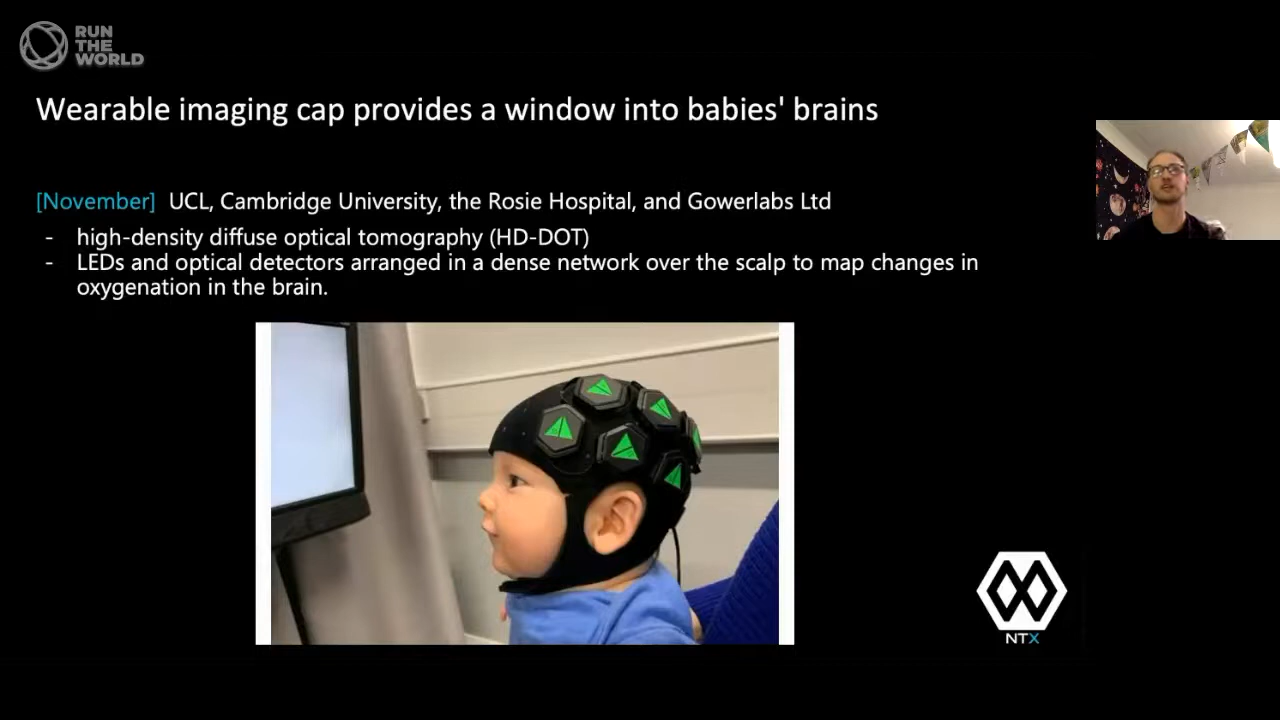 RUN
THE
WORLD
Wearable imaging cap provides a window into babies' brains
[November] UCL, Cambridge University, the Rosie Hospital, and Gowerlabs Ltd
- high-density diffuse optical tomography (HD-DOT)
- LEDs and optical detectors arranged in a dense network over the scalp to map changes in
oxygenation in the brain.
NTX